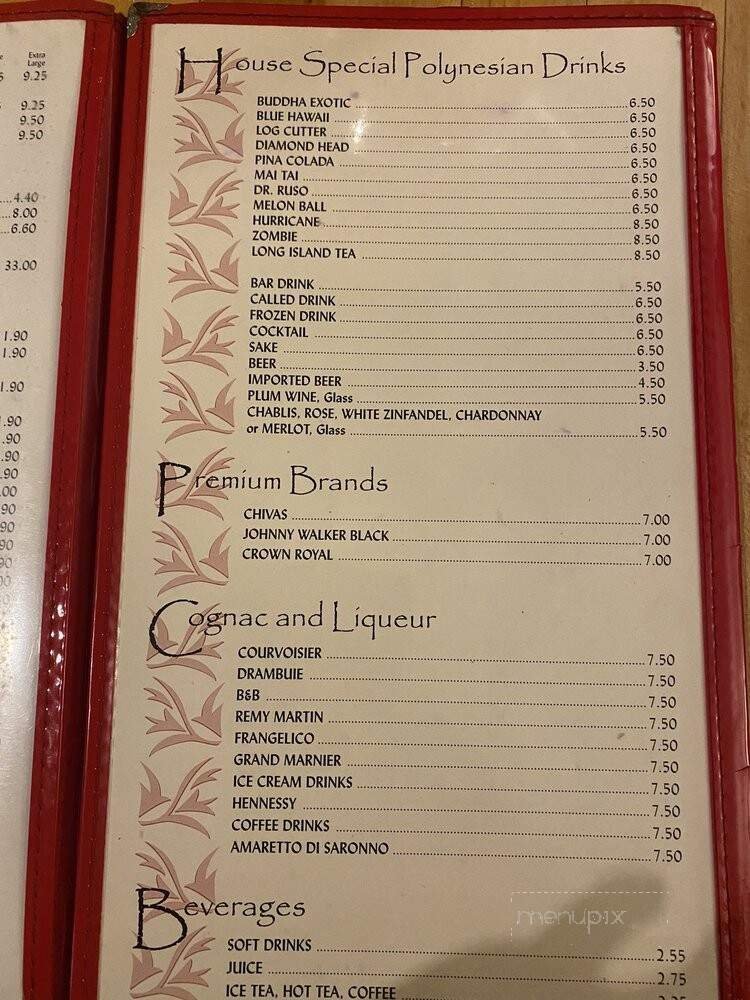 Extra
Large
9.25
9.25
9.50
9.50
4.40
8.00
6.60
33.00
1.90
1.90
1.90
House Special Polynesian Drinks
BUDDHA EXOTIC 6.50
BLUE HAWAII 6.50
LOG CUTTER 6.50
DIAMOND HEAD 6.50
PINA COLADA 6.50
MAI TAI 6.50
DR. RUSO 6.50
MELON BALL 6.50
HURRICANE 8.50
ZOMBIE 8.50
LONG ISLAND TEA 8.50
BAR DRINK 5.50
CALLED DRINK 6.50
FROZEN DRINK 6.50
COCKTAIL 6.50
SAKE 6.50
BEER 3.50
IMPORTED BEER 4.50
PLUM WINE, Glass 5.50
CHABLIS, ROSE, WHITE ZINFANDEL, CHARDONNAY
or MERLOT, Glass 5.50
Premium Brands
CHIVAS 7.00
JOHNNY WALKER BLACK 7.00
CROWN ROYAL 7.00
Cognac and Liqueur
COURVOISIER 7.50
DRAMBUIE 7.50
B&B 7.50
REMY MARTIN 7.50
FRANGELICO 7.50
GRAND MARNIER 7.50
ICE CREAM DRINKS 7.50
HENNESSY 7.50
COFFEE DRINKS 7.50
AMARETTO DI SARONNO 7.50
menupix
Beverages
SOFT DRINKS 2.55
JUICE 2.75
ICE TEA, HOT TEA, COFFEE